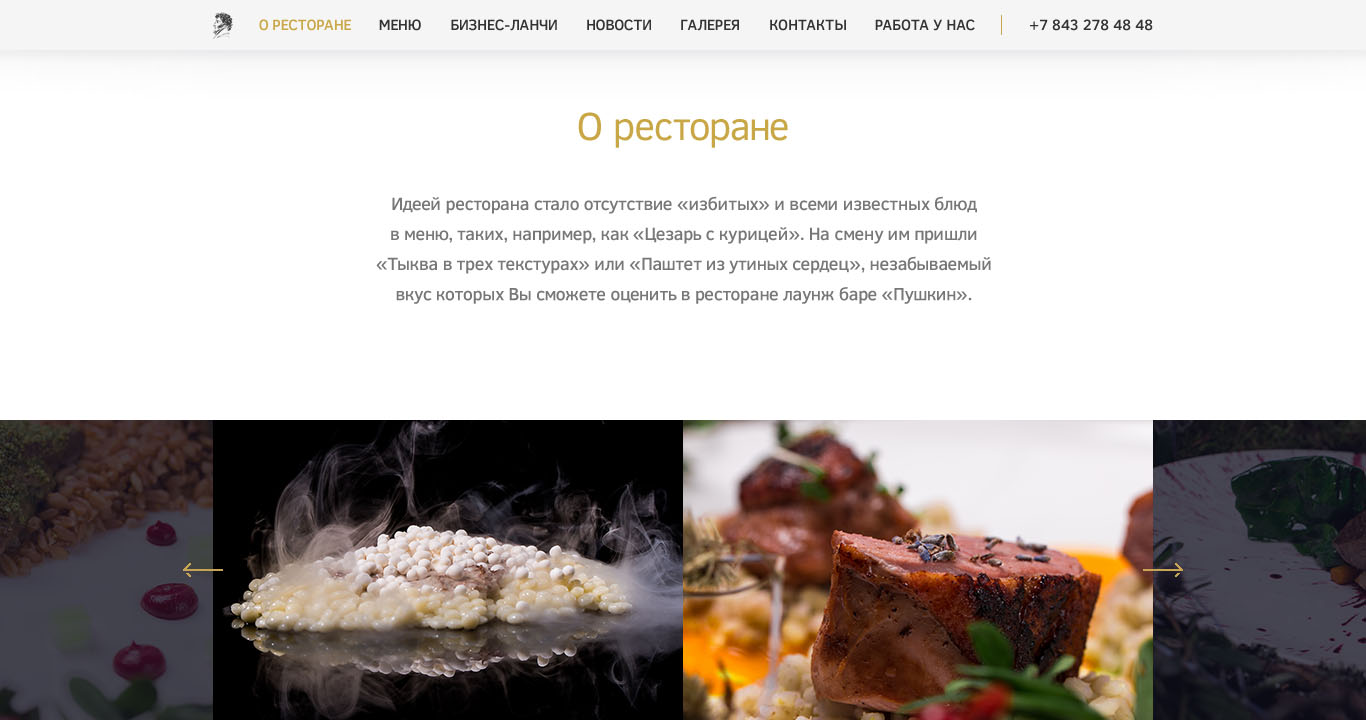 О РЕСТОРАНЕ МЕНЮ БИЗНЕС-ЛАНЧИ НОВОСТИ ГАЛЕРЕЯ КОНТАКТЫ РАБОТА У НАС +7 843 278 48 48
О ресторане
Идеей ресторана стало отсутствие «избитых» и всеми известных блюд
в меню, таких, например, как «Цезарь с курицей». На смену им пришли
«Тыква в трех текстурах» или «Паштет из утиных сердец», незабываемый
вкус которых Вы сможете оценить в ресторане лаунж баре «Пушкин».